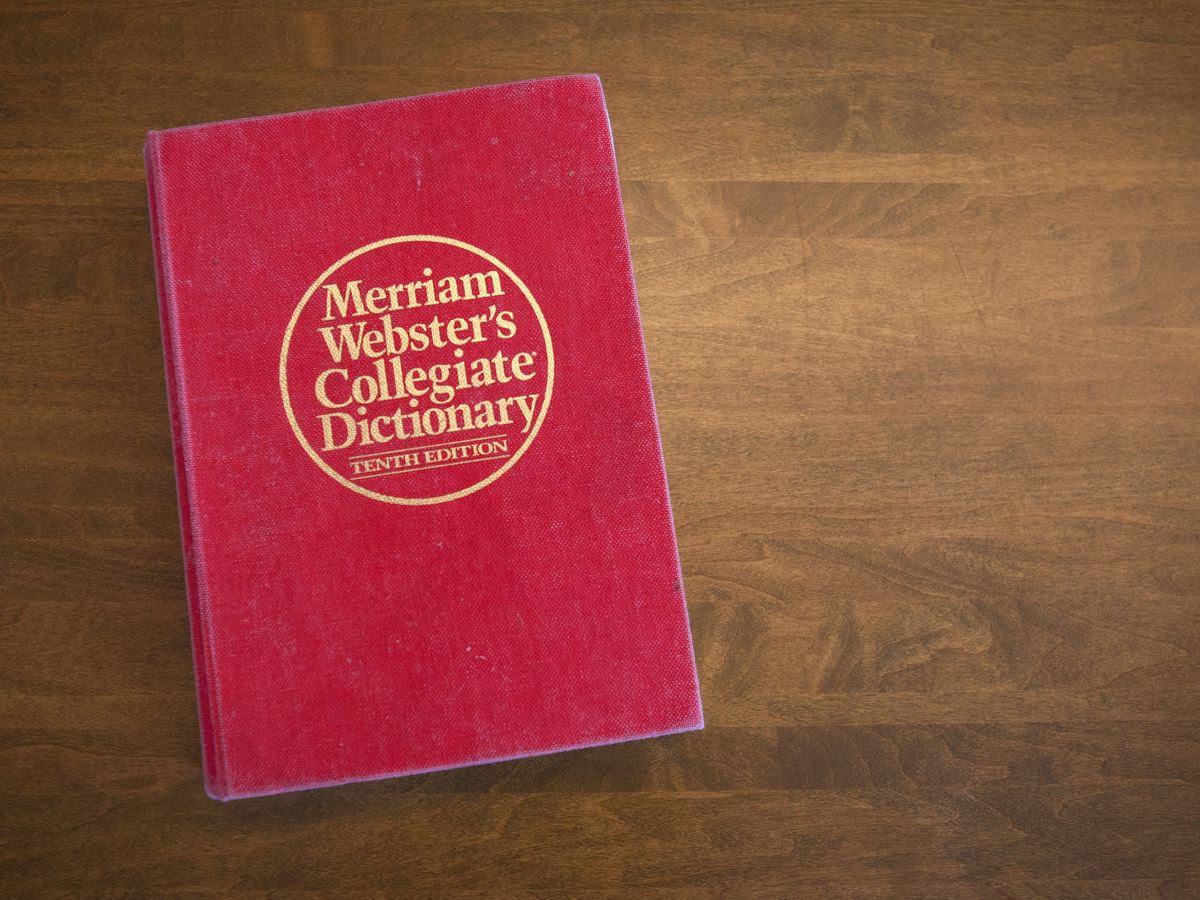 Merriam
Webster's
Collegiate®
Dictionary
TENTH EDITION